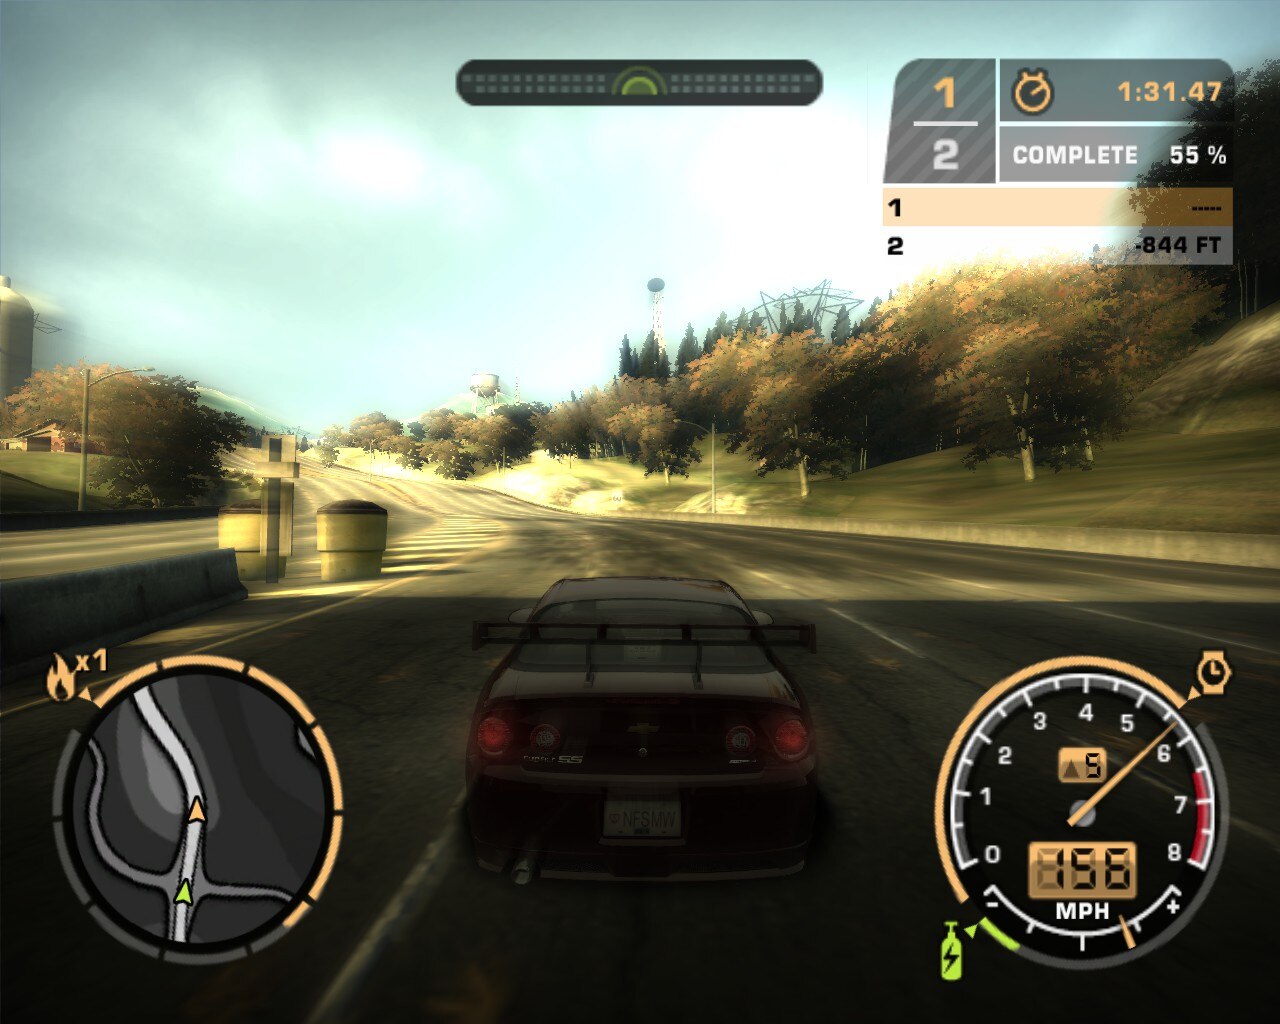 1
2
1:31.47
COMPLETE 55 %
1 -----
2 -844 FT
x1
0 1 2 3 4 5 6 7 8
5
156
MPH
- +
SS
NFSMW